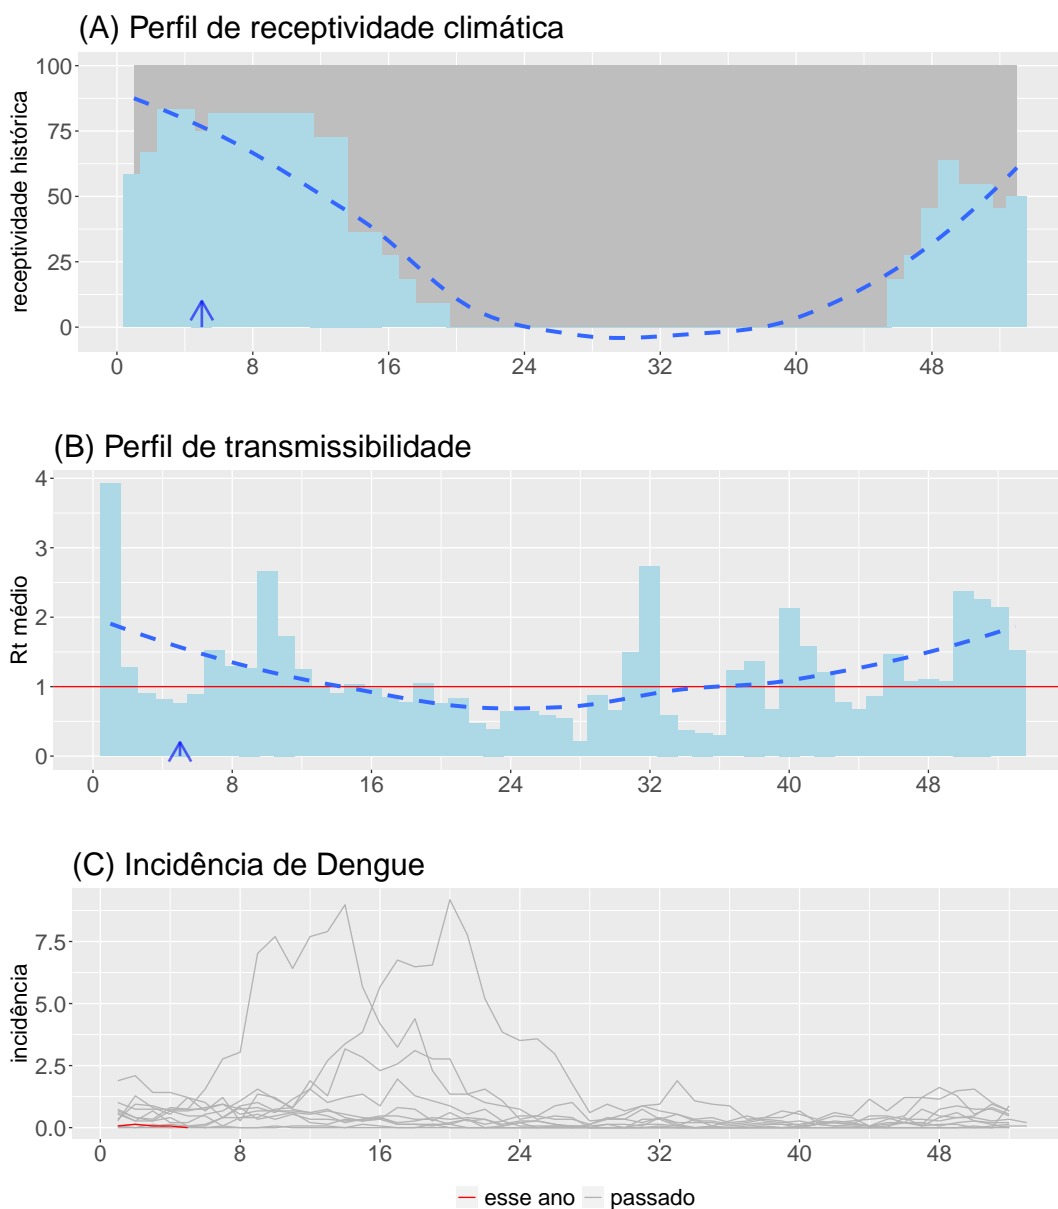 (A) Perfil de receptividade climática
receptividade histórica
100
75
50
25
0
0 8 16 24 32 40 48
(B) Perfil de transmissibilidade
Rt médio
4
3
2
1
0
0 8 16 24 32 40 48
(C) Incidência de Dengue
incidência
7.5
5.0
2.5
0.0
0 8 16 24 32 40 48
esse ano passado